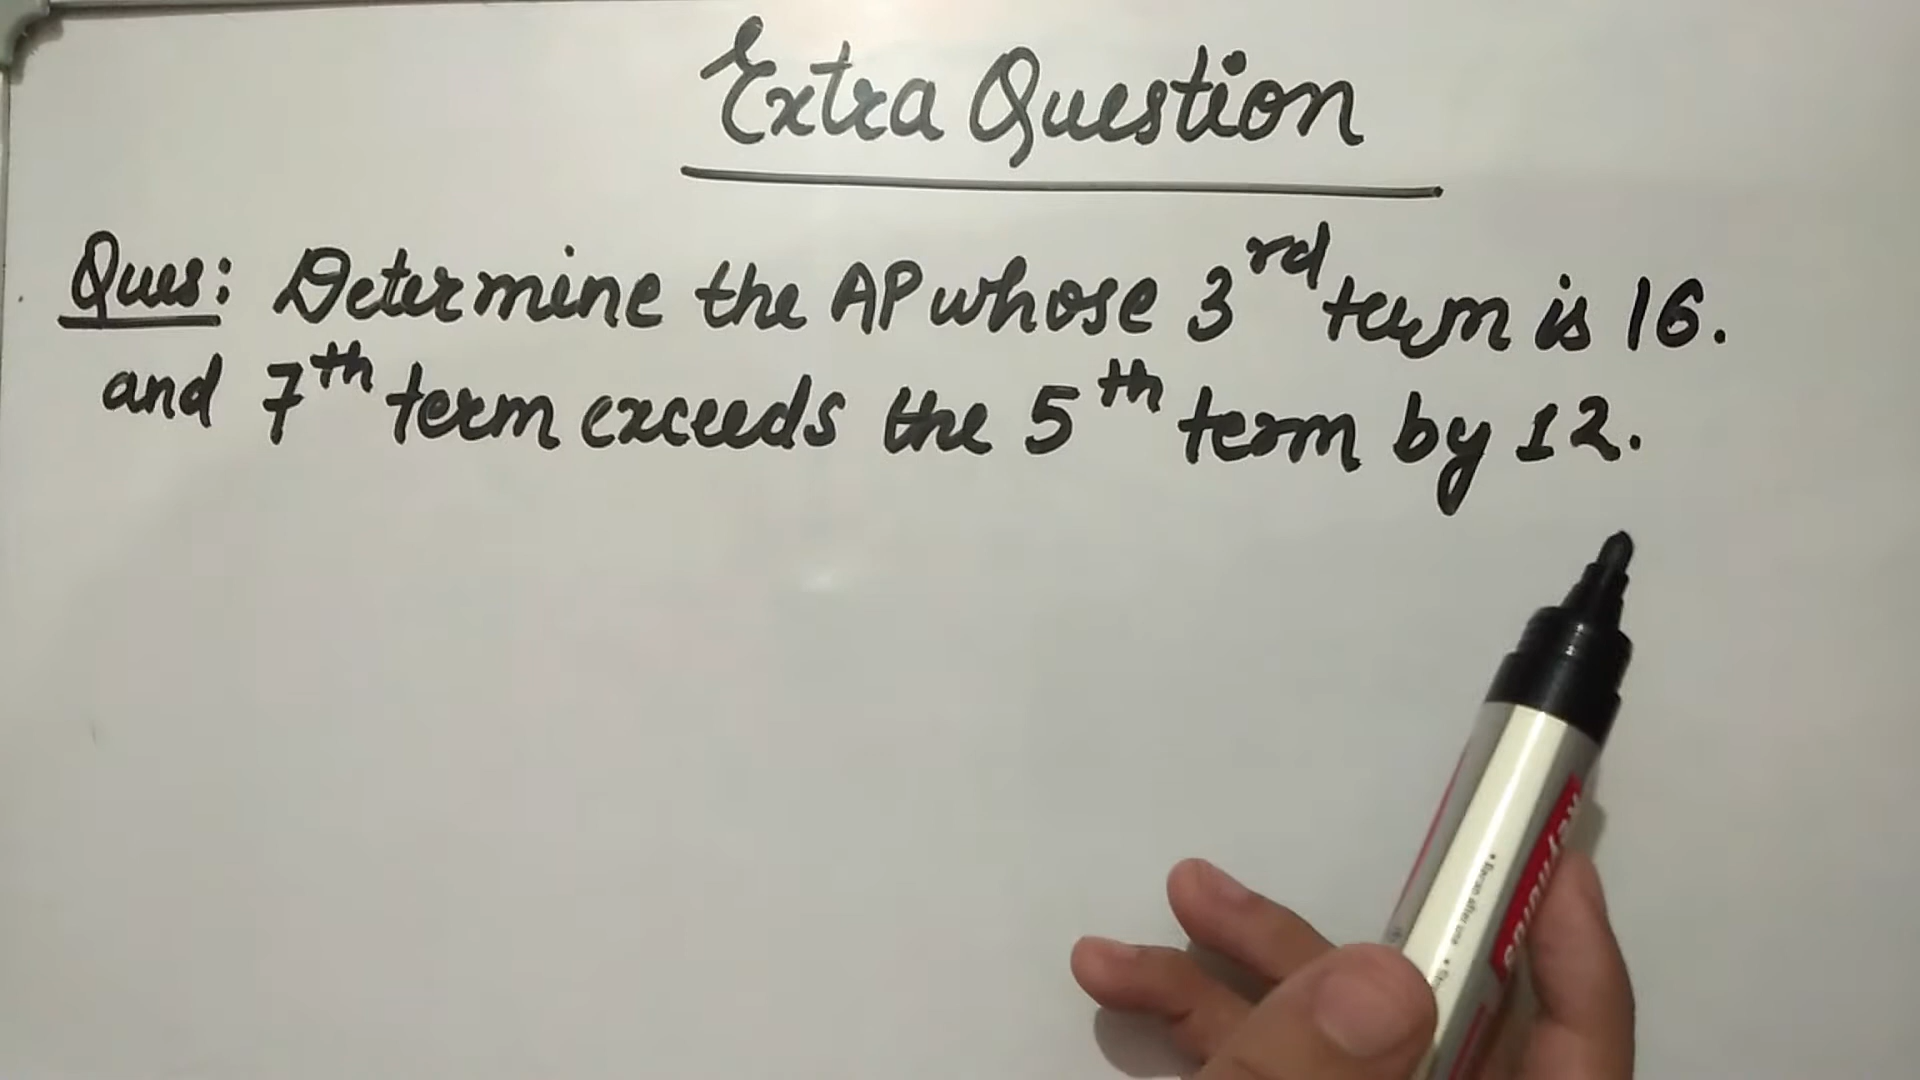 Extra Question
Ques: Determine the AP whose 3rd term is 16.
and 7th term exceeds the 5th term by 12.
reynolds